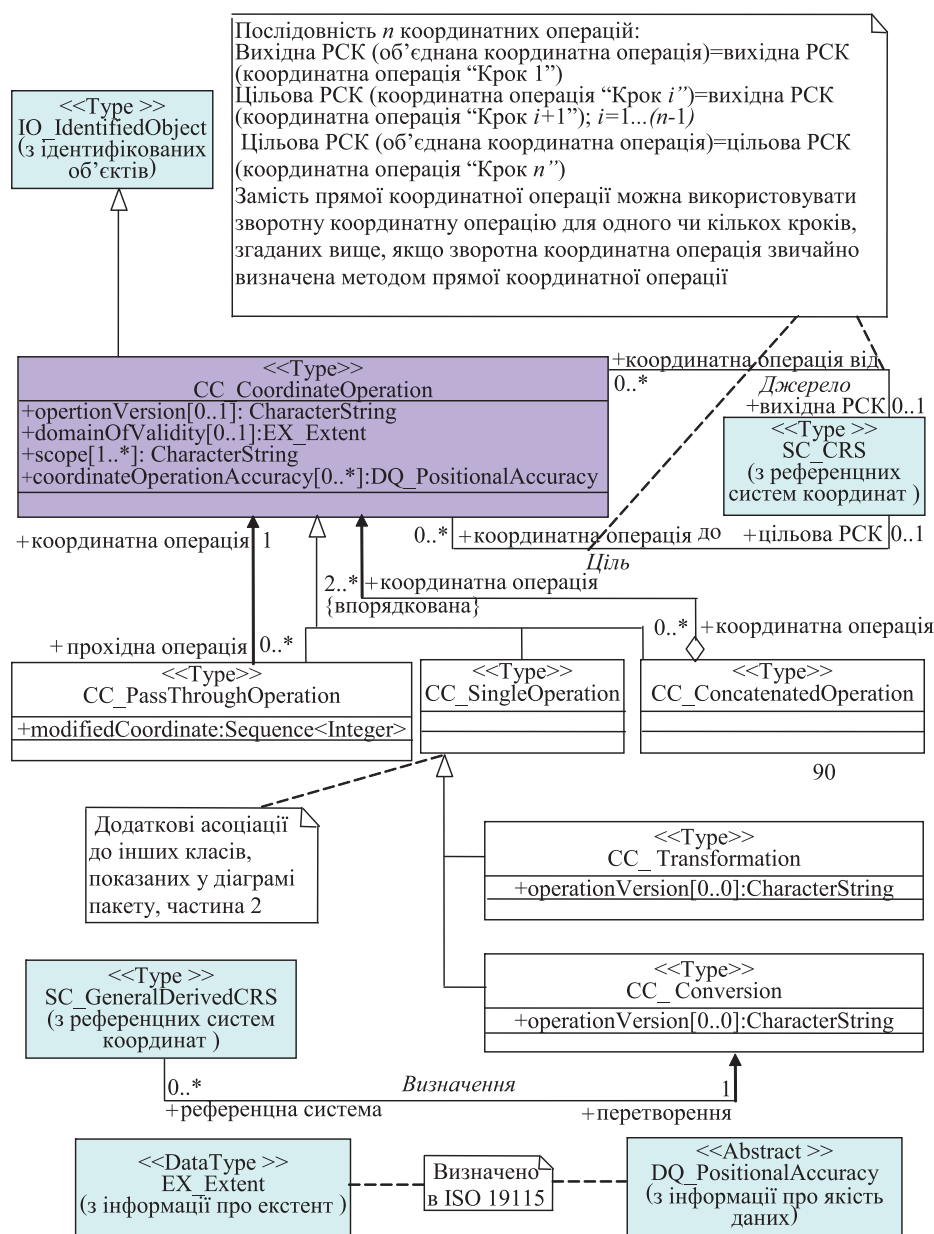 Послідовність n координатних операцій:
Вихідна РСК (об’єднана координатна операція)=вихідна РСК
(координатна операція “Крок 1”)
Цільова РСК (координатна операція “Крок i”)=вихідна РСК
(координатна операція “Крок i+1”); i=1...(n-1)
Цільова РСК (об’єднана координатна операція)=цільова РСК
(координатна операція “Крок n”)
Замість прямої координатної операції можна використовувати
зворотну координатну операцію для одного чи кількох кроків,
згаданих вище, якщо зворотна координатна операція звичайно
визначена методом прямої координатної операції
<<Type >>
IO_IdentifiedObject
(з ідентифікованих
об’єктів)
<<Type>>
CC_CoordinateOperation
+opertionVersion[0..1]: CharacterString
+domainOfValidity[0..1]:EX_Extent
+scope[1..*]: CharacterString
+coordinateOperationAccuracy[0..*]:DQ_PositionalAccuracy
+координатна операція від
0..*
Джерело
+вихідна РСК 0..1
<<Type >>
SC_CRS
(з референцних
систем координат )
+координатна операція 1
0..* +координатна операція до
+цільова РСК 0..1
Ціль
2..* +координатна операція
{впорядкована}
+прохідна операція 0..*
0..* +координатна операція
<<Type>>
CC_PassThroughOperation
+modifiedCoordinate:Sequence<Integer>
<<Type>>
CC_SingleOperation
<<Type>>
CC_ConcatenatedOperation
90
Додаткові асоціації
до інших класів,
показаних у діаграмі
пакету, частина 2
<<Type>>
CC_Transformation
+operationVersion[0..0]:CharacterString
<<Type >>
SC_GeneralDerivedCRS
(з референцних систем
координат )
<<Type>>
CC_ Conversion
+operationVersion[0..0]:CharacterString
0..*
Визначення
1
+референцна система
+перетворення
<<DataType >>
EX_Extent
(з інформації про екстент )
Визначено
в ISO 19115
<<Abstract >>
DQ_PositionalAccuracy
(з інформації про якість
даних)